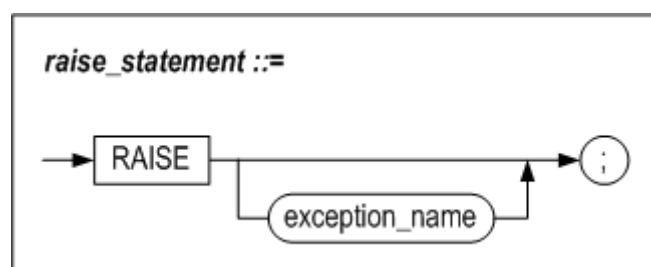 raise_statement ::=
RAISE
;
exception_name